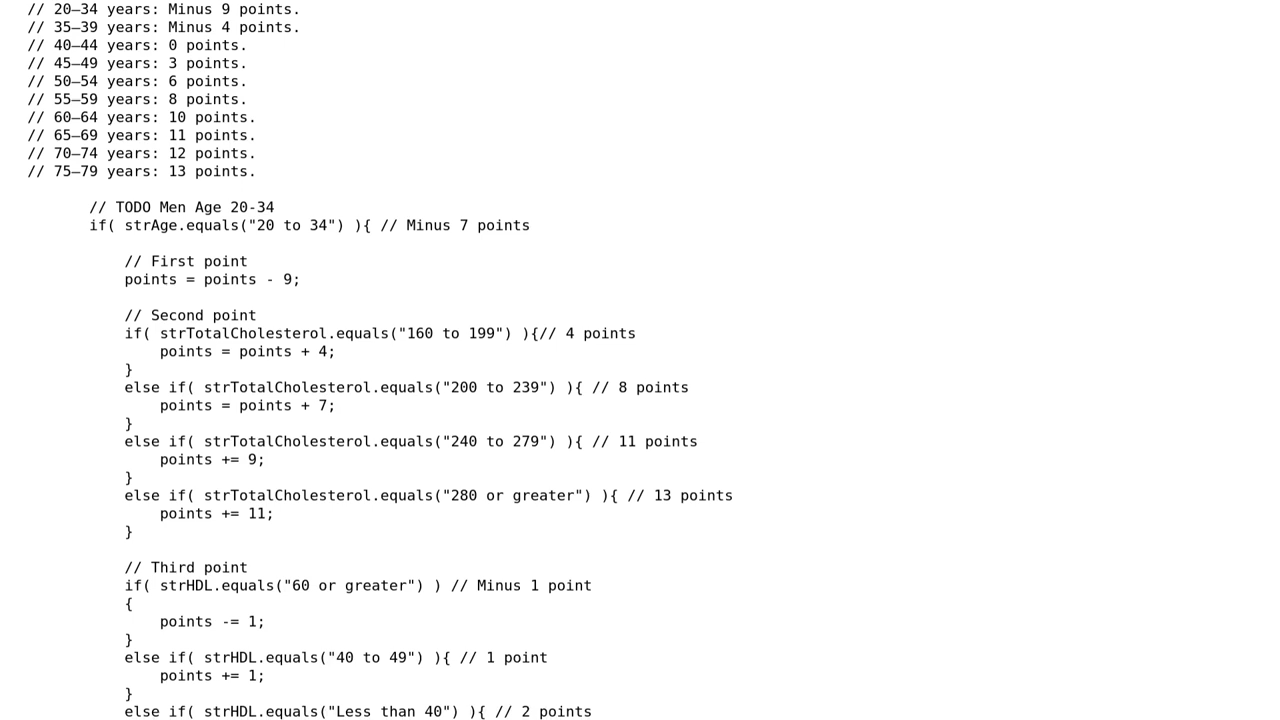 // 20–34 years: Minus 9 points.
// 35–39 years: Minus 4 points.
// 40–44 years: 0 points.
// 45–49 years: 3 points.
// 50–54 years: 6 points.
// 55–59 years: 8 points.
// 60–64 years: 10 points.
// 65–69 years: 11 points.
// 70–74 years: 12 points.
// 75–79 years: 13 points.

       // TODO Men Age 20-34
       if( strAge.equals("20 to 34") ){ // Minus 7 points

           // First point
           points = points - 9;

           // Second point
           if( strTotalCholesterol.equals("160 to 199") ){// 4 points
               points = points + 4;
           }
           else if( strTotalCholesterol.equals("200 to 239") ){ // 8 points
               points = points + 7;
           }
           else if( strTotalCholesterol.equals("240 to 279") ){ // 11 points
               points += 9;
           }
           else if( strTotalCholesterol.equals("280 or greater") ){ // 13 points
               points += 11;
           }

           // Third point
           if( strHDL.equals("60 or greater") ) // Minus 1 point
           {
               points -= 1;
           }
           else if( strHDL.equals("40 to 49") ){ // 1 point
               points += 1;
           }
           else if( strHDL.equals("Less than 40") ){ // 2 points